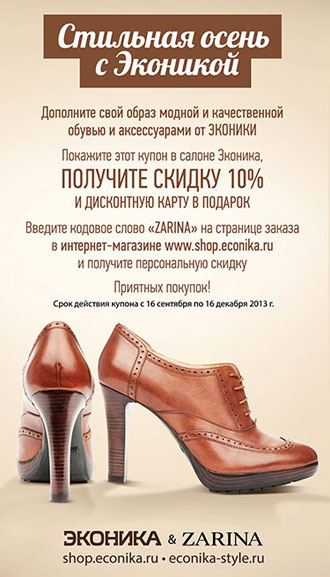 Стильная осень
с Эконикой
Дополните свой образ модной и качественной
обувью и аксессуарами от ЭКОНИКИ
Покажите этот купон в салоне Эконика,
ПОЛУЧИТЕ СКИДКУ 10%
И ДИСКОНТНУЮ КАРТУ В ПОДАРОК
Введите кодовое слово «ZARINA» на странице заказа
в интернет-магазине www.shop.econika.ru
и получите персональную скидку
Приятных покупок!
Срок действия купона с 16 сентября по 16 декабря 2013 г.
ЭКОНИКА & ZARINA
shop.econika.ru • econika-style.ru